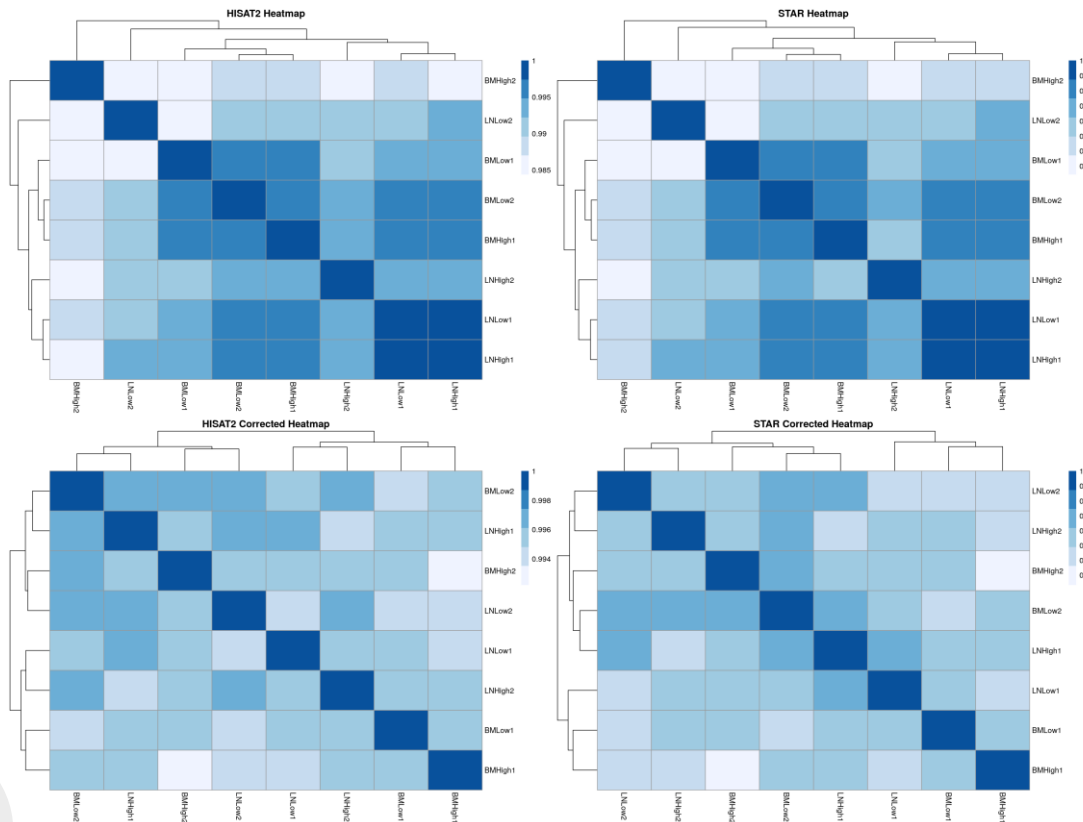 HISAT2 Heatmap
1
0.995
0.99
0.985
BMHigh2
LNLow2
BMLow1
BMLow2
BMHigh1
LNHigh2
LNLow1
LNHigh1
BMHigh2
LNLow2
BMLow1
BMLow2
BMHigh1
LNHigh2
LNLow1
LNHigh1
STAR Heatmap
BMHigh2
LNLow2
BMLow1
BMLow2
BMHigh1
LNHigh2
LNLow1
LNHigh1
BMHigh2
LNLow2
BMLow1
BMLow2
BMHigh1
LNHigh2
LNLow1
LNHigh1
HISAT2 Corrected Heatmap
1
0.998
0.996
0.994
BMLow2
LNHigh1
BMHigh2
LNLow2
LNLow1
LNHigh2
BMLow1
BMHigh1
BMLow2
LNHigh1
BMHigh2
LNLow2
LNLow1
LNHigh2
BMLow1
BMHigh1
STAR Corrected Heatmap
LNLow2
LNHigh2
BMHigh2
BMLow2
LNHigh1
LNLow1
BMLow1
BMHigh1
LNLow2
LNHigh2
BMHigh2
BMLow2
LNHigh1
LNLow1
BMLow1
BMHigh1